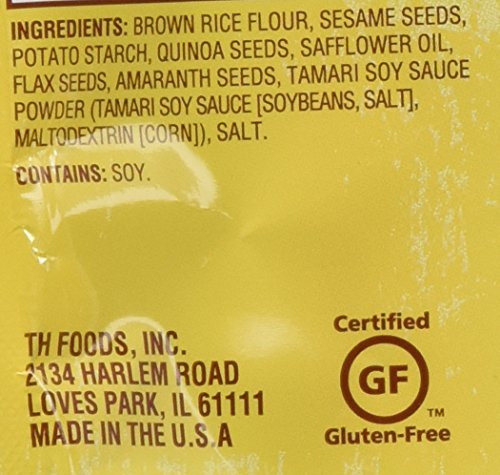 INGREDIENTS: BROWN RICE FLOUR, SESAME SEEDS,
POTATO STARCH, QUINOA SEEDS, SAFFLOWER OIL,
FLAX SEEDS, AMARANTH SEEDS, TAMARI SOY SAUCE
POWDER (TAMARI SOY SAUCE [SOYBEANS, SALT],
MALTODEXTRIN [CORN]), SALT.
CONTAINS: SOY.
TH FOODS, INC.
2134 HARLEM ROAD
LOVES PARK, IL 61111
MADE IN THE U.S.A
Certified
GF
TM
Gluten-Free